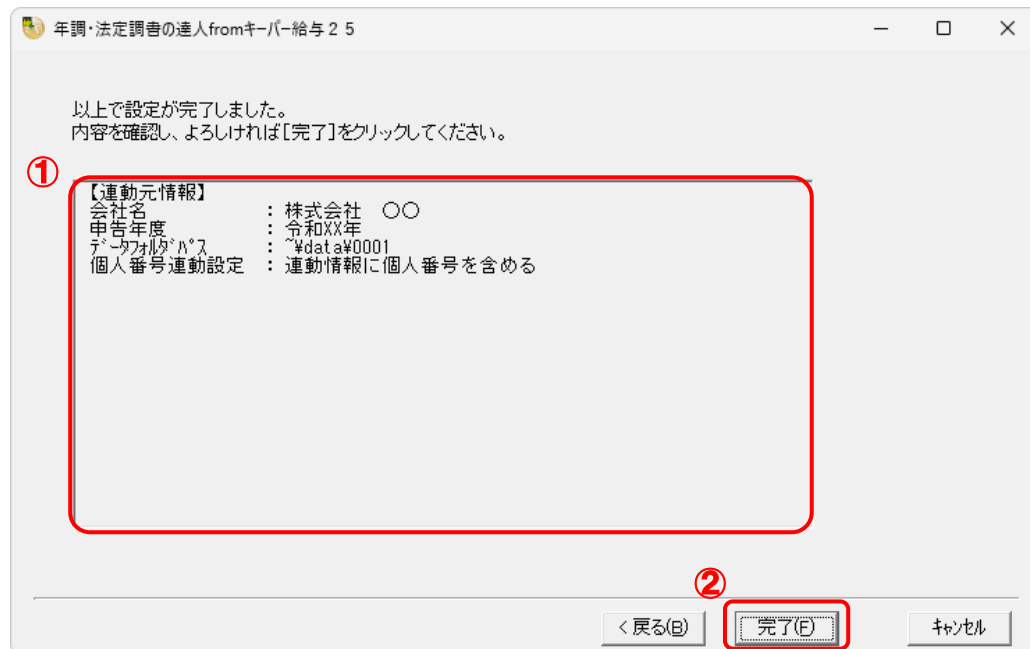 年調・法定調書の達人fromキーパー給与２５
以上で設定が完了しました。
内容を確認し、よろしければ[完了]をクリックしてください。
①
【連動元情報】
会社名 : 株式会社　○○
申告年度 : 令和XX年
ﾃﾞｰﾀﾌｫﾙﾀﾞﾊﾟｽ : ~¥data¥0001
個人番号連動設定 : 連動情報に個人番号を含める
②
< 戻る(B) 完了(F) ｷｬﾝｾﾙ